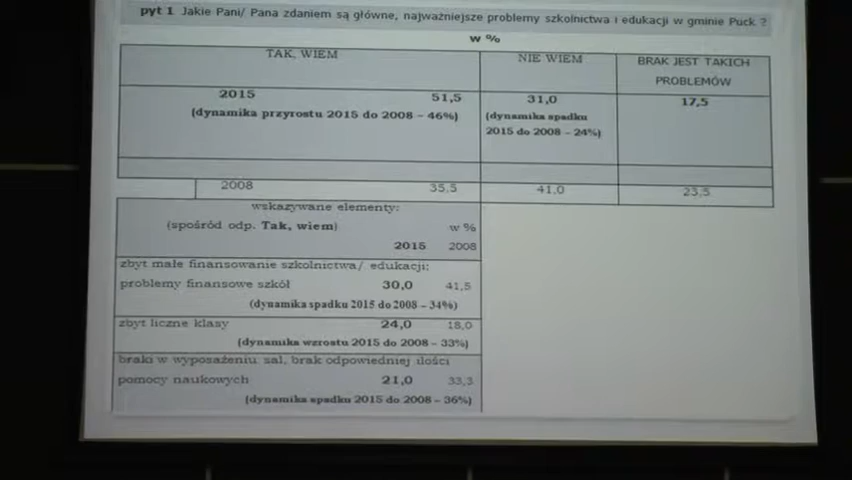 pyt 1 Jakie Pani/ Pana zdaniem są główne, najważniejsze problemy szkolnictwa i edukacji w gminie Puck ?
w %
TAK, WIEM NIE WIEM BRAK JEST TAKICH
PROBLEMÓW
2015 51,5 31,0 17,5
(dynamika przyrostu 2015 do 2008 – 46%) (dynamika spadku
2015 do 2008 – 24%)
2008 35,5 41,0 23,5
wskazywane elementy:
(spośród odp. Tak, wiem) w %
2015 2008
zbyt małe finansowanie szkolnictwa/ edukacji;
problemy finansowe szkół 30,0 41,5
(dynamika spadku 2015 do 2008 – 34%)
zbyt liczne klasy 24,0 18,0
(dynamika wzrostu 2015 do 2008 – 33%)
braki w wyposażeniu sal, brak odpowiedniej ilości
pomocy naukowych 21,0 33,3
(dynamika spadku 2015 do 2008 – 36%)